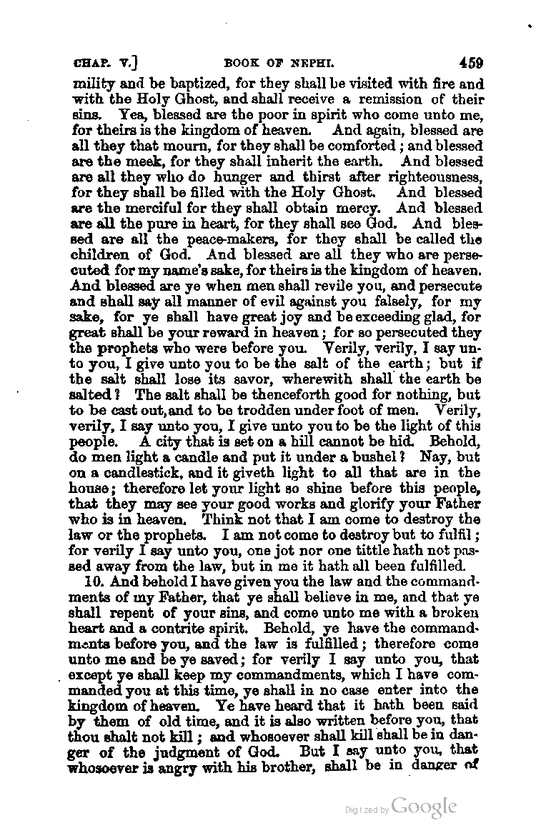 CHAP. V.] BOOK OF NEPHI. 459
mility and be baptized, for they shall be visited with fire and
with the Holy Ghost, and shall receive a remission of their
sins. Yea, blessed are the poor in spirit who come unto me,
for theirs is the kingdom of heaven. And again, blessed are
all they that mourn, for they shall be comforted; and blessed
are the meek, for they shall inherit the earth. And blessed
are all they who do hunger and thirst after righteousness,
for they shall be filled with the Holy Ghost. And blessed
are the merciful for they shall obtain mercy. And blessed
are all the pure in heart, for they shall see God. And bles-
sed are all the peace-makers, for they shall be called the
children of God. And blessed are all they who are perse-
cuted for my name's sake, for theirs is the kingdom of heaven.
And blessed are ye when men shall revile you, and persecute
and shall say all manner of evil against you falsely, for my
sake, for ye shall have great joy and be exceeding glad, for
great shall be your reward in heaven; for so persecuted they
the prophets who were before you. Verily, verily, I say un-
to you, I give unto you to be the salt of the earth; but if
the salt shall lose its savor, wherewith shall the earth be
salted? The salt shall be thenceforth good for nothing, but
to be cast out,and to be trodden under foot of men. Verily,
verily, I say unto you, I give unto you to be the light of this
people. A city that is set on a hill cannot be hid. Behold,
do men light a candle and put it under a bushel? Nay, but
on a candlestick, and it giveth light to all that are in the
house; therefore let your light so shine before this people,
that they may see your good works and glorify your Father
who is in heaven. Think not that I am come to destroy the
law or the prophets. I am not come to destroy but to fulfil;
for verily I say unto you, one jot nor one tittle hath not pas-
sed away from the law, but in me it hath all been fulfilled.
10. And behold I have given you the law and the command-
ments of my Father, that ye shall believe in me, and that ye
shall repent of your sins, and come unto me with a broken
heart and a contrite spirit. Behold, ye have the command-
ments before you, and the law is fulfilled; therefore come
unto me and be ye saved; for verily I say unto you, that
except ye shall keep my commandments, which I have com-
manded you at this time, ye shall in no case enter into the
kingdom of heaven. Ye have heard that it hath been said
by them of old time, and it is also written before you, that
thou shalt not kill; and whosoever shall kill shall be in dan-
ger of the judgment of God. But I say unto you, that
whosoever is angry with his brother, shall be in danger of
Digitized by Google